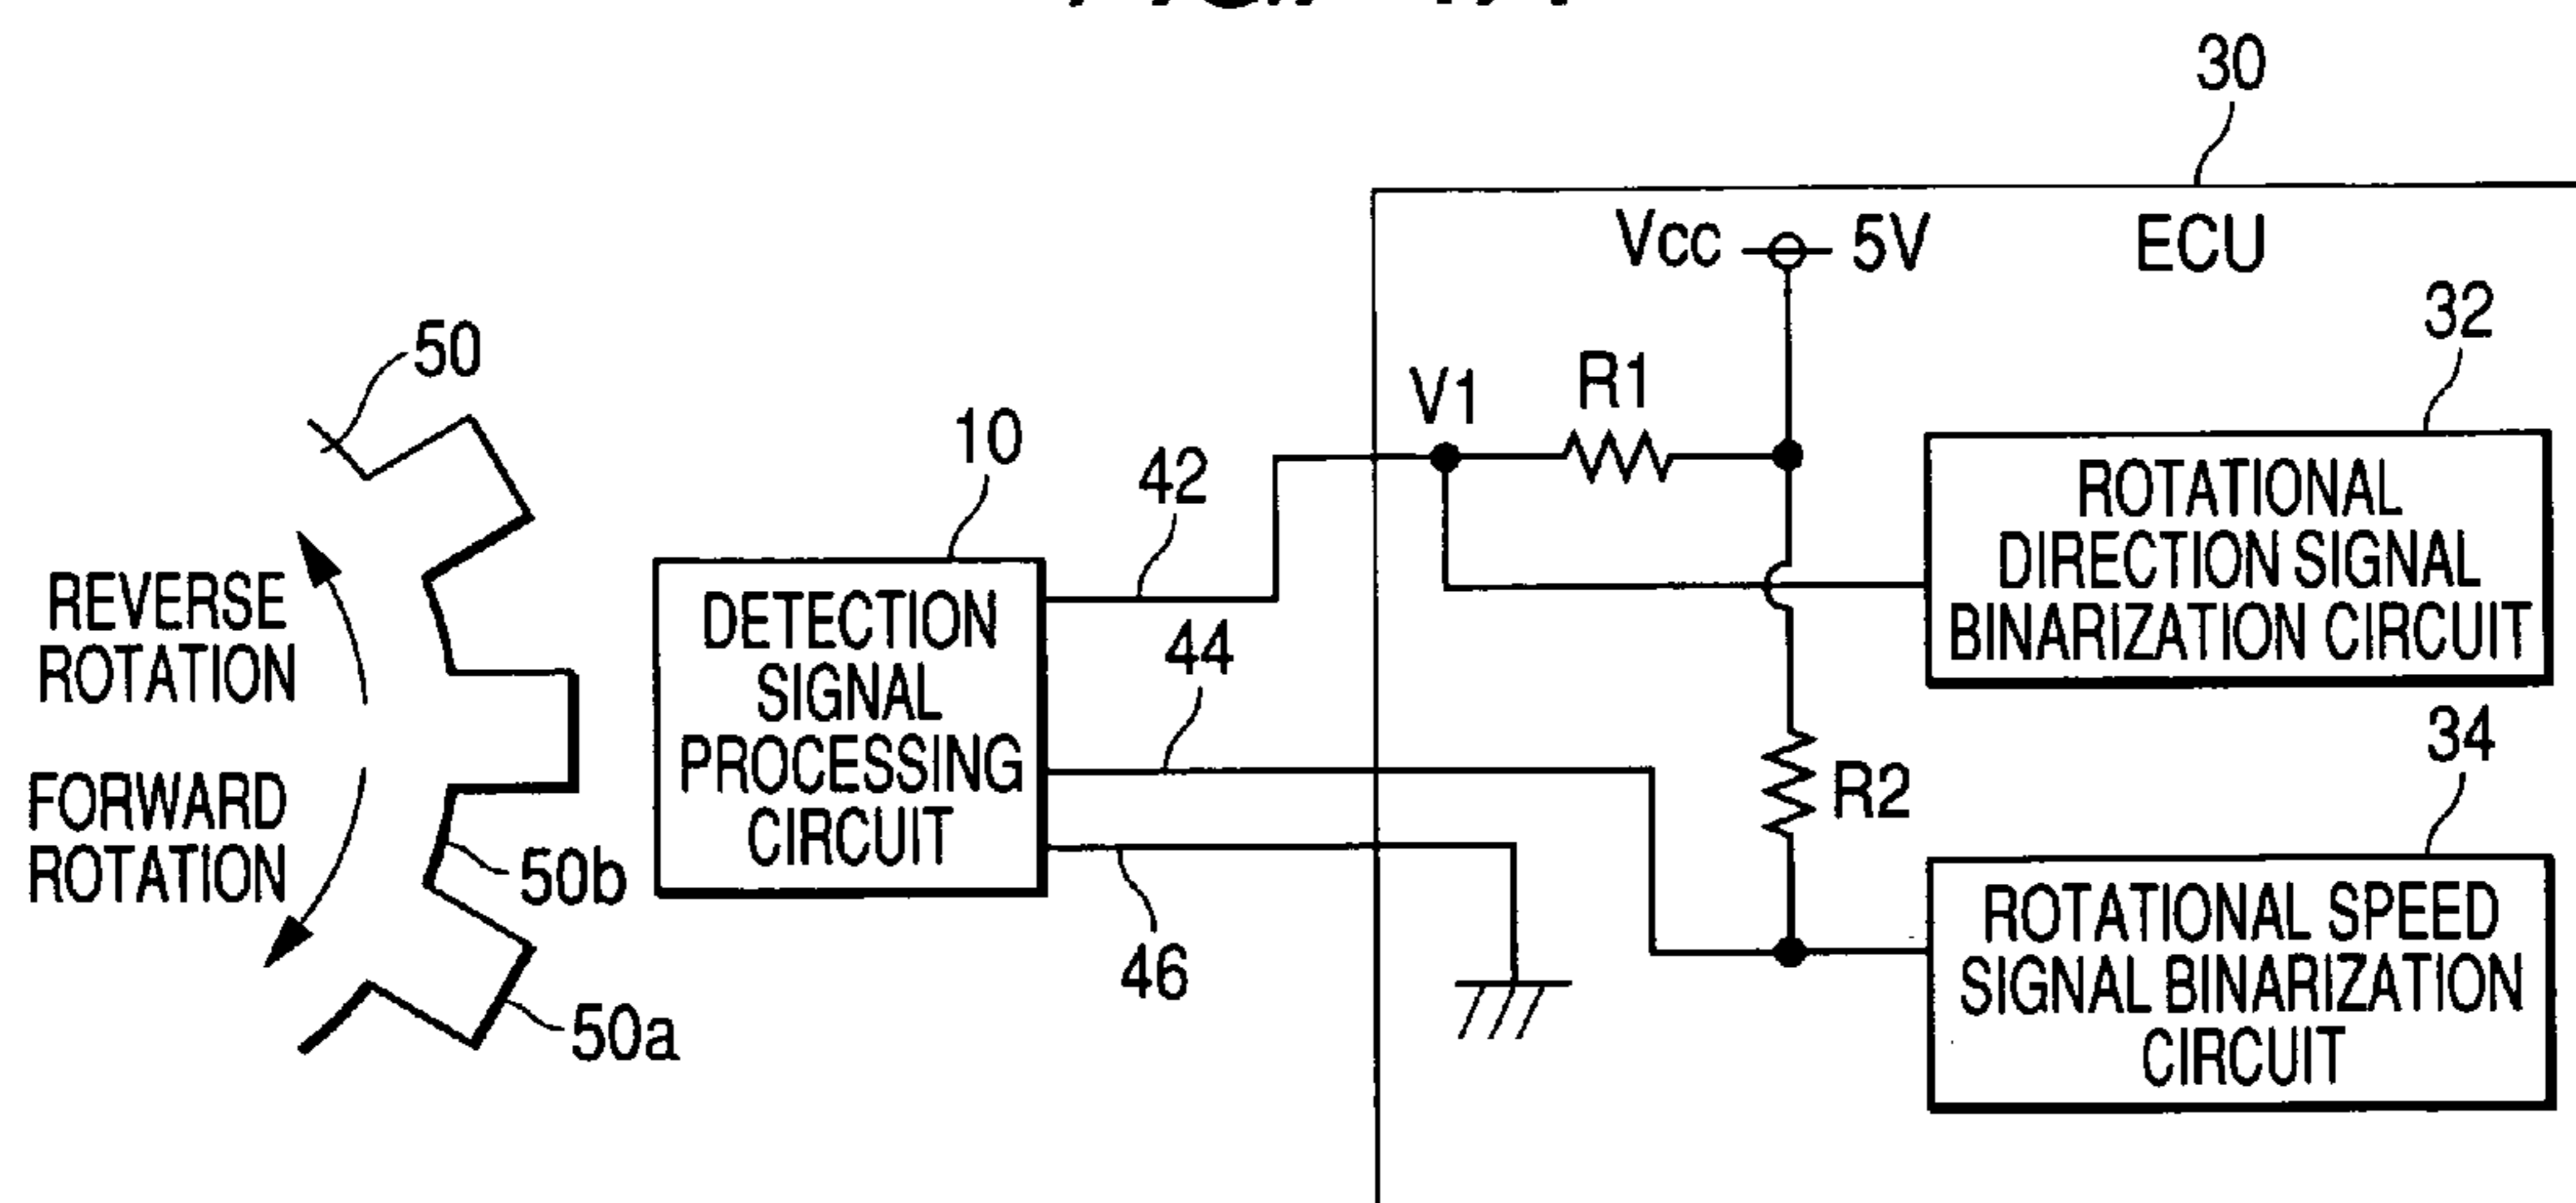 30
Vcc
5V
ECU
32
50
V1
R1
10
42
ROTATIONAL
DIRECTION SIGNAL
BINARIZATION CIRCUIT
REVERSE
ROTATION
DETECTION
SIGNAL
PROCESSING
CIRCUIT
44
34
FORWARD
ROTATION
R2
50b
46
ROTATIONAL SPEED
SIGNAL BINARIZATION
CIRCUIT
50a